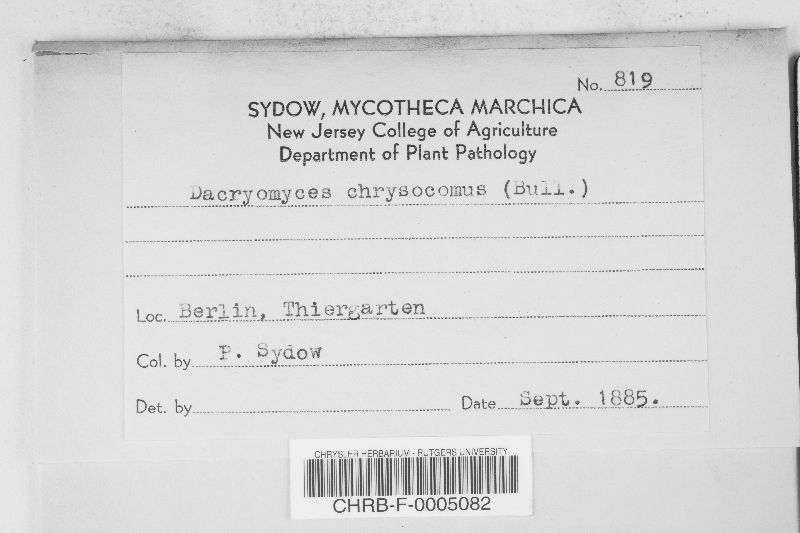 No. 819
SYDOW, MYCOTHECA MARCHICA
New Jersey College of Agriculture
Department of Plant Pathology
Dacryomyces chrysocomus (Bull.)
Loc. Berlin, Thiergarten
Col. by P. Sydow
Det. by
Date Sept. 1885.
CHRYSLER HERBARIUM - RUTGERS UNIVERSITY
CHRB-F-0005082